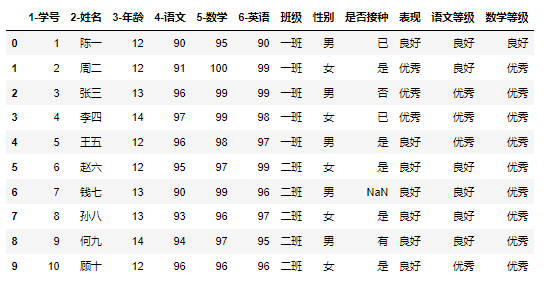 1-学号 2-姓名 3-年龄 4-语文 5-数学 6-英语 班级 性别 是否接种 表现 语文等级 数学等级
0 1 陈一 12 90 95 90 一班 男 已 良好 良好 良好
1 2 周二 12 91 100 99 一班 女 是 优秀 良好 优秀
2 3 张三 13 96 99 99 一班 男 否 优秀 优秀 优秀
3 4 李四 14 97 99 98 一班 女 已 优秀 优秀 优秀
4 5 王五 12 96 98 97 一班 男 是 良好 优秀 优秀
5 6 赵六 12 95 97 99 二班 女 是 良好 良好 优秀
6 7 钱七 13 90 99 96 二班 男 NaN 良好 良好 优秀
7 8 孙八 13 93 96 97 二班 女 是 良好 良好 优秀
8 9 何九 14 94 97 95 二班 男 有 良好 良好 优秀
9 10 顾十 12 96 96 96 二班 女 是 良好 优秀 优秀